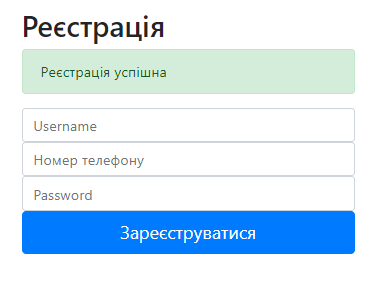 Реєстрація
Реєстрація успішна
Username
Номер телефону
Password
Зареєструватися